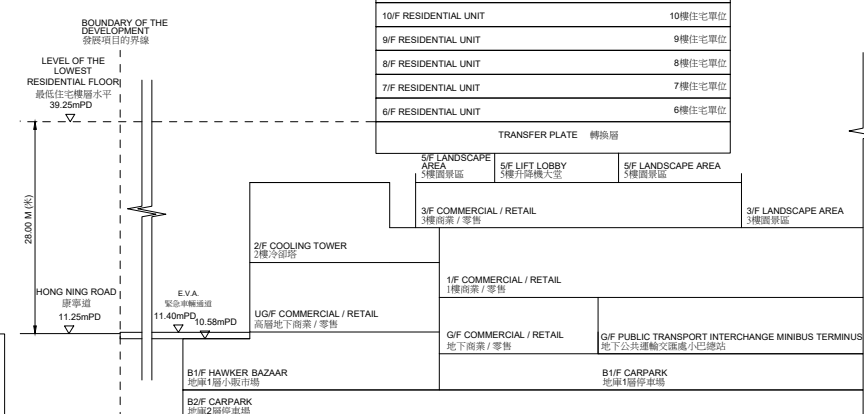 10/F RESIDENTIAL UNIT 10樓住宅單位
BOUNDARY OF THE
DEVELOPMENT
發展項目的界線
9/F RESIDENTIAL UNIT 9樓住宅單位
LEVEL OF THE
LOWEST
RESIDENTIAL FLOOR
最低住宅樓層水平
39.25mPD
8/F RESIDENTIAL UNIT 8樓住宅單位
7/F RESIDENTIAL UNIT 7樓住宅單位
6/F RESIDENTIAL UNIT 6樓住宅單位
TRANSFER PLATE 轉換層
5/F LANDSCAPE
AREA
5樓園景區
5/F LIFT LOBBY
5樓升降機大堂
5/F LANDSCAPE AREA
5樓園景區
28.00 M (米)
3/F COMMERCIAL / RETAIL
3樓商業 / 零售
3/F LANDSCAPE AREA
3樓園景區
2/F COOLING TOWER
2樓冷卻塔
1/F COMMERCIAL / RETAIL
1樓商業 / 零售
HONG NING ROAD
康寧道
11.25mPD
E.V.A.
緊急車輛通道
11.40mPD
10.58mPD
UG/F COMMERCIAL / RETAIL
高層地下商業 / 零售
G/F COMMERCIAL / RETAIL
地下商業 / 零售
G/F PUBLIC TRANSPORT INTERCHANGE MINIBUS TERMINUS
地下公共運輸交匯處小巴總站
B1/F HAWKER BAZAAR
地庫1層小販市場
B1/F CARPARK
地庫1層停車場
B2/F CARPARK
地庫2層停車場